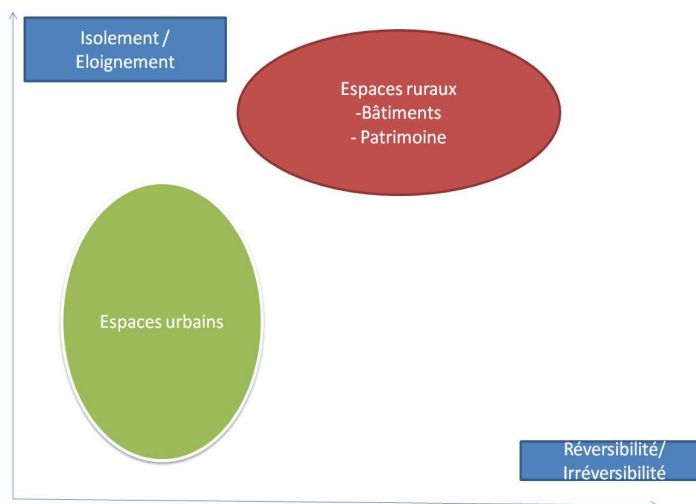 Isolement /
Eloignement
Espaces ruraux
-Bâtiments
- Patrimoine
Espaces urbains
Réversibilité/
Irréversibilité